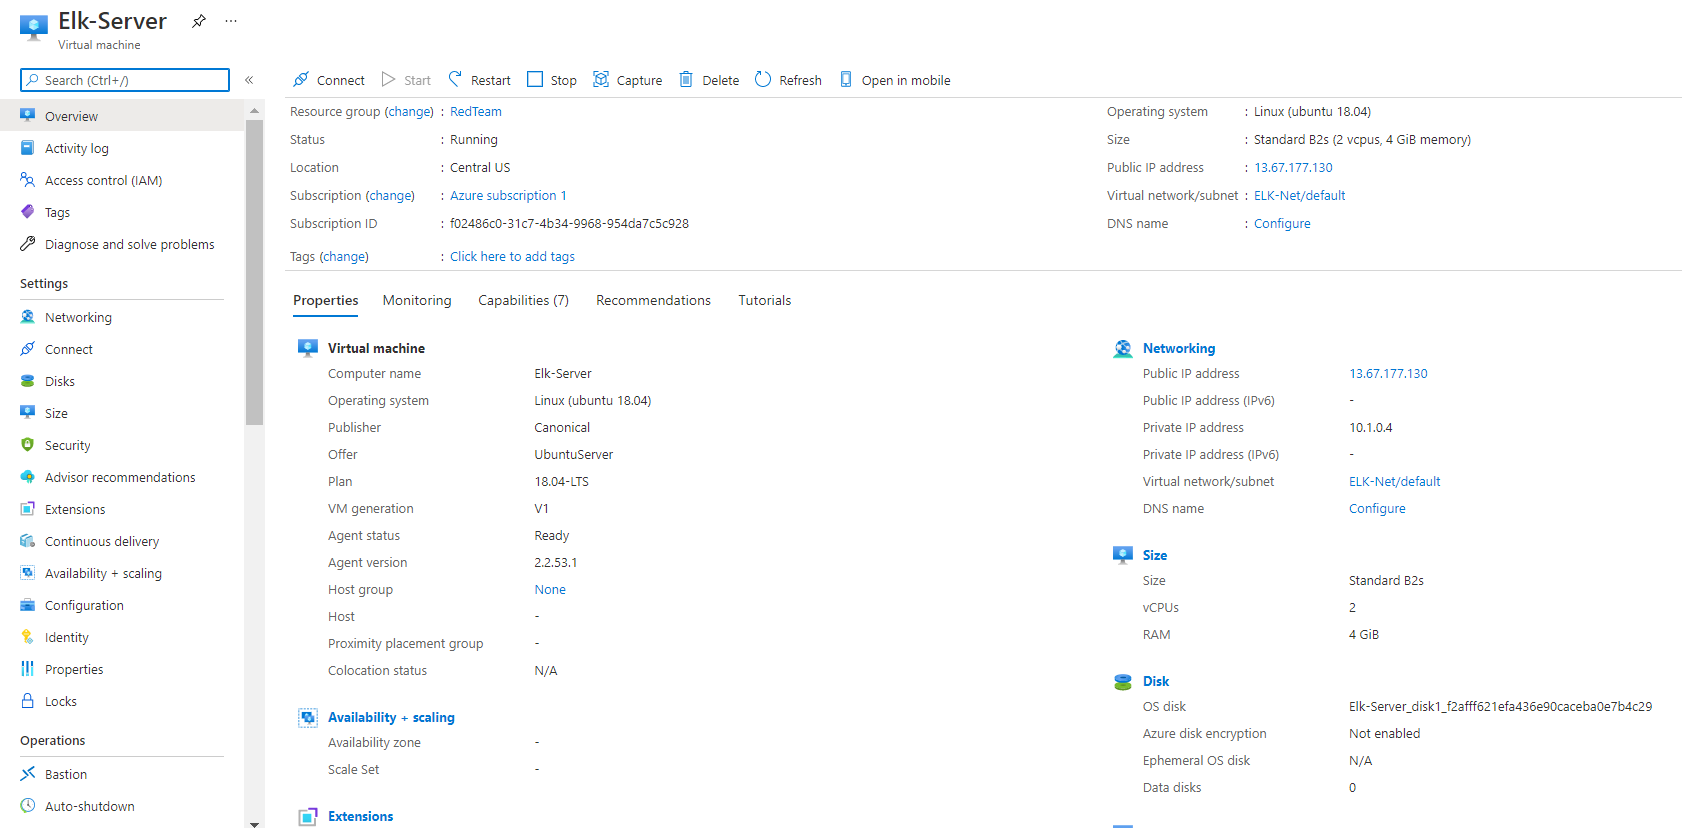 Elk-Server
Virtual machine
Search (Ctrl+/)
«
Overview
Activity log
Access control (IAM)
Tags
Diagnose and solve problems
Settings
Networking
Connect
Disks
Size
Security
Advisor recommendations
Extensions
Continuous delivery
Availability + scaling
Configuration
Identity
Properties
Locks
Operations
Bastion
Auto-shutdown
Connect Start Restart Stop Capture Delete Refresh Open in mobile
Resource group (change) : RedTeam
Status : Running
Location : Central US
Subscription (change) : Azure subscription 1
Subscription ID : f02486c0-31c7-4b34-9968-954da7c5c928
Tags (change) : Click here to add tags
Operating system : Linux (ubuntu 18.04)
Size : Standard B2s (2 vcpus, 4 GiB memory)
Public IP address : 13.67.177.130
Virtual network/subnet : ELK-Net/default
DNS name : Configure
Properties Monitoring Capabilities (7) Recommendations Tutorials
Virtual machine
Computer name Elk-Server
Operating system Linux (ubuntu 18.04)
Publisher Canonical
Offer UbuntuServer
Plan 18.04-LTS
VM generation V1
Agent status Ready
Agent version 2.2.53.1
Host group None
Host -
Proximity placement group -
Colocation status N/A
Availability + scaling
Availability zone -
Scale Set -
Extensions
Networking
Public IP address 13.67.177.130
Public IP address (IPv6) -
Private IP address 10.1.0.4
Private IP address (IPv6) -
Virtual network/subnet ELK-Net/default
DNS name Configure
Size
Size Standard B2s
vCPUs 2
RAM 4 GiB
Disk
OS disk Elk-Server_disk1_f2afff621efa436e90caceba0e7b4c29
Azure disk encryption Not enabled
Ephemeral OS disk N/A
Data disks 0